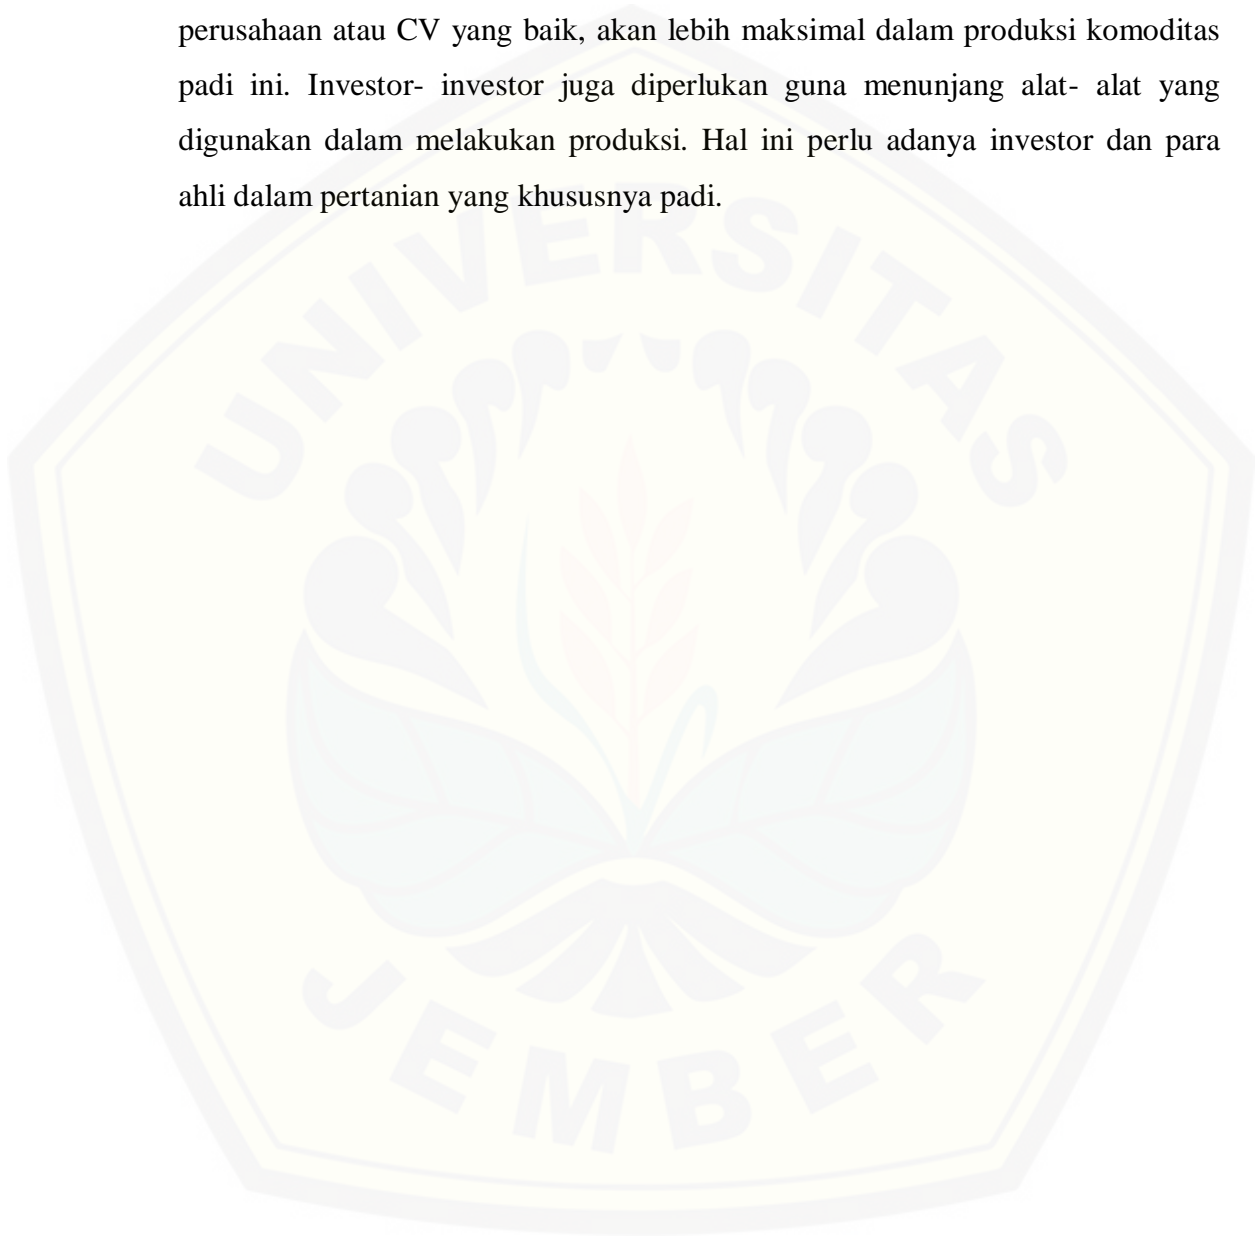 perusahaan atau CV yang baik, akan lebih maksimal dalam produksi komoditas
padi ini. Investor- investor juga diperlukan guna menunjang alat- alat yang
digunakan dalam melakukan produksi. Hal ini perlu adanya investor dan para
ahli dalam pertanian yang khususnya padi.
UNIVERSITAS
JEMBER